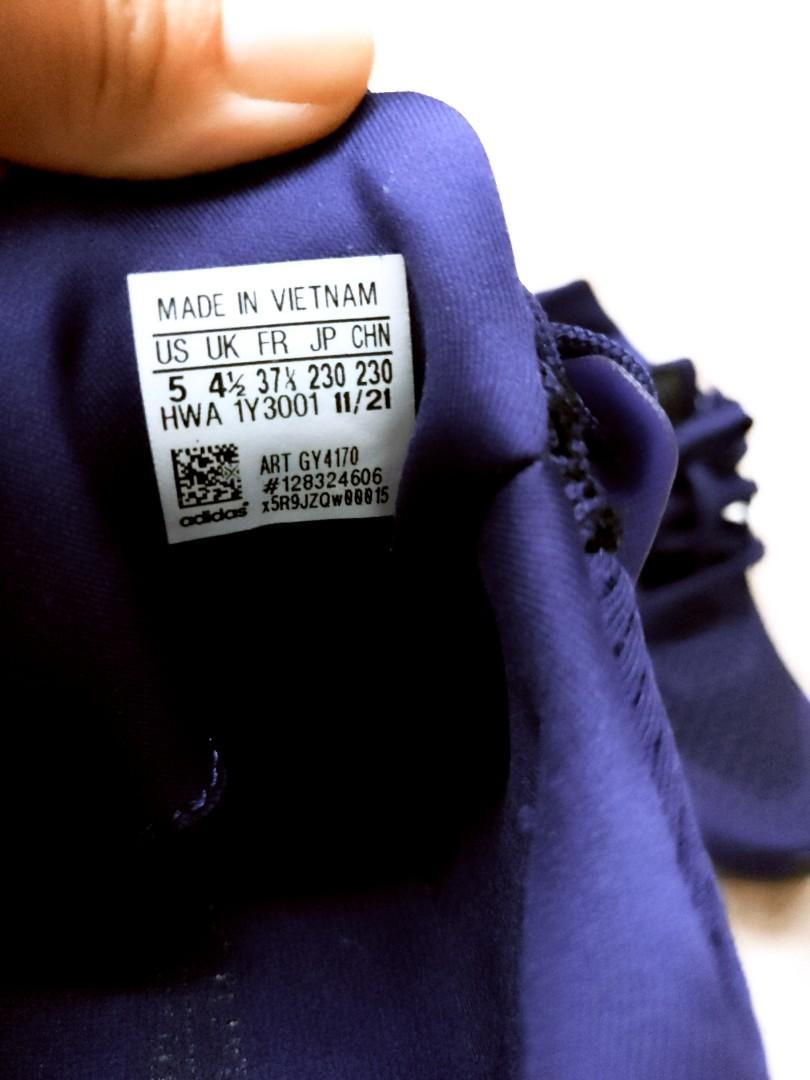 MADE IN VIETNAM
US UK FR JP CHN
5 4½ 37⅓ 230 230
HWA 1Y3001 11/21
ART GY4170
#128324606
x5R9JZQw00015
adidas